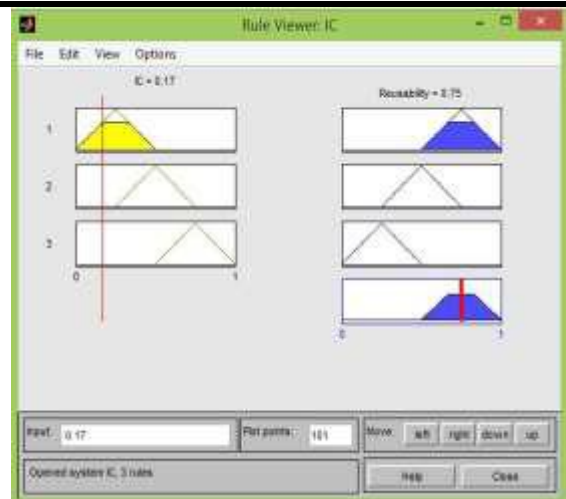 Rule Viewer: IC
File Edit View Options
IC = 0.17
Reusability = 0.75
1
2
3
0 1
0 1
Input: 0.17
Plot points: 101
Move: left right down up
Opened system IC, 3 rules
Help Close